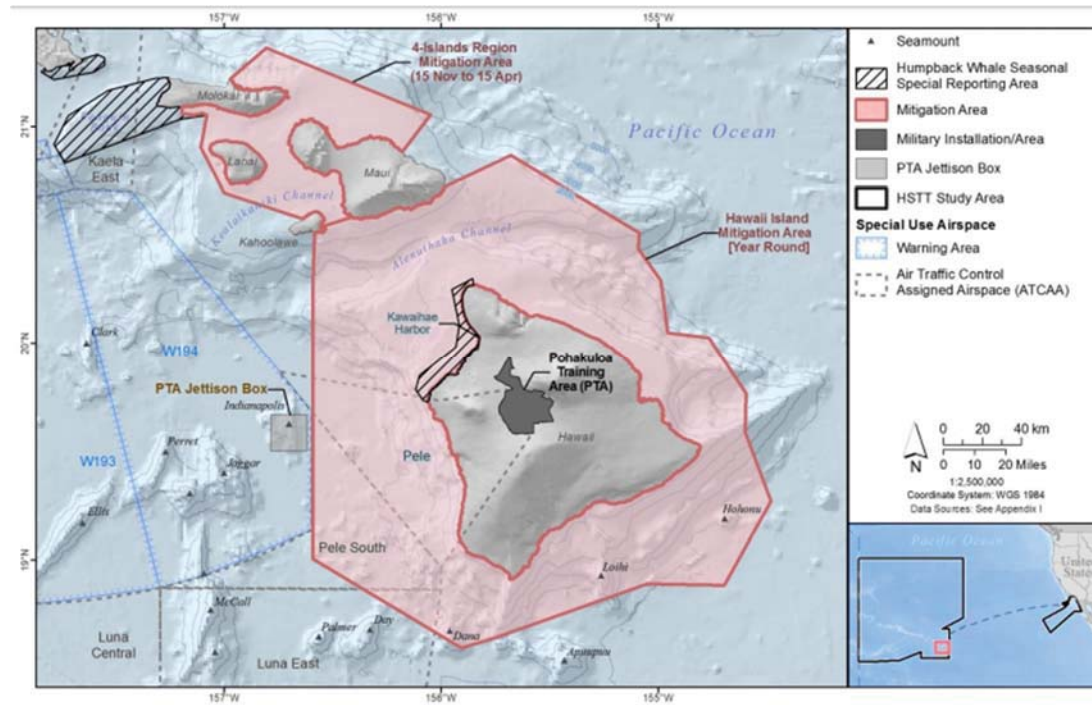 157°W
156°W
155°W
4-Islands Region
Mitigation Area
(15 Nov to 15 Apr)
Molokai
21°N
Pacific Ocean
Kaela
East
Lanai
Maui
Kealaikahiki Channel
Kahoolawe
Alenuihaha Channel
Hawaii Island
Mitigation Area
[Year Round]
Kawaihae
Harbor
20°N
Clark
W194
Pohakuloa
Training
Area (PTA)
PTA Jettison Box
Indianapolis
Hawaii
Perret
W193
Jaggar
Pele
Ellis
Hohonu
19°N
Pele South
Loihi
McCall
Palmer
Day
Dana
Luna
Central
Luna East
Apuupuu
157°W
156°W
155°W
Seamount
Humpback Whale Seasonal
Special Reporting Area
Mitigation Area
Military Installation/Area
PTA Jettison Box
HSTT Study Area
Special Use Airspace
Warning Area
Air Traffic Control
Assigned Airspace (ATCAA)
N
0 20 40 km
0 10 20 Miles
1:2,500,000
Coordinate System: WGS 1984
Data Sources: See Appendix I
Pacific Ocean
United
States